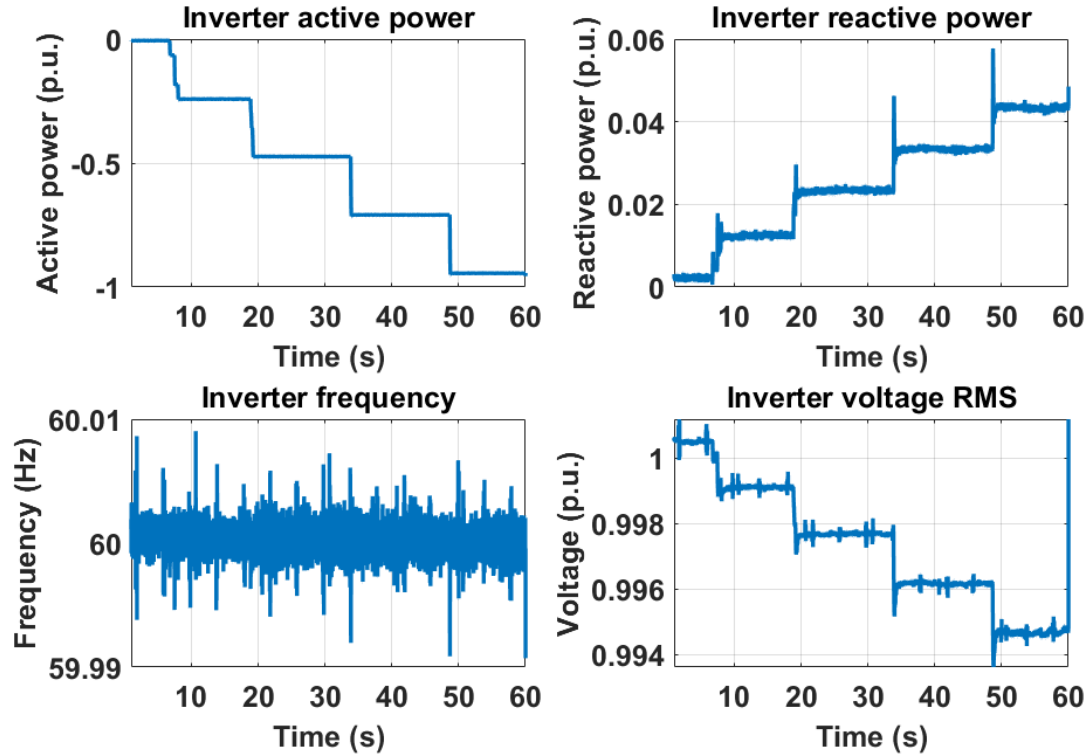 Inverter active power
Active power (p.u.)
0
-0.5
-1
10 20 30 40 50 60
Time (s)
Inverter reactive power
Reactive power (p.u.)
0.06
0.04
0.02
0
10 20 30 40 50 60
Time (s)
Inverter frequency
Frequency (Hz)
60.01
60
59.99
10 20 30 40 50 60
Time (s)
Inverter voltage RMS
Voltage (p.u.)
1
0.998
0.996
0.994
10 20 30 40 50 60
Time (s)